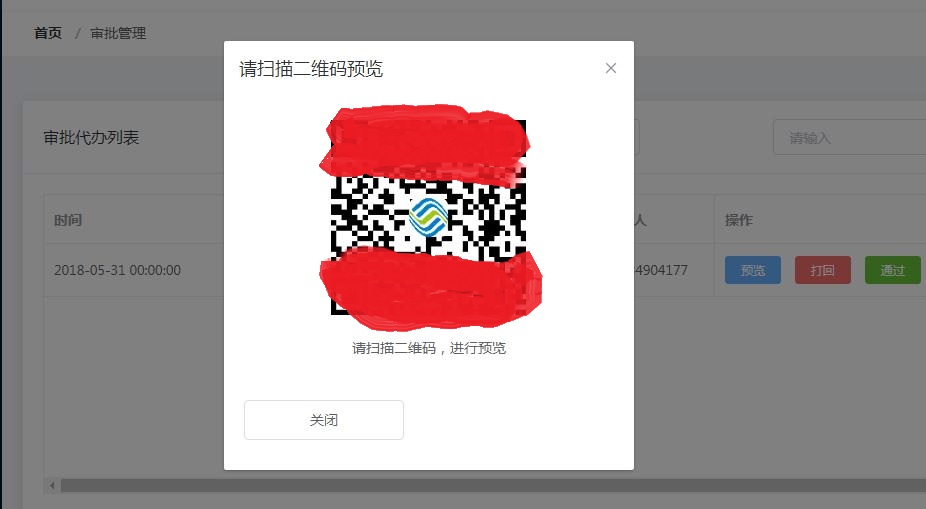 首页 / 审批管理
请扫描二维码预览
审批代办列表
请输入
时间
人
操作
2018-05-31 00:00:00
4904177
预览
打回
通过
请扫描二维码，进行预览
关闭